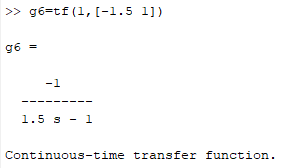 >> g6=tf(1,[-1.5 1])
g6 =
-1
---------
1.5 s - 1
Continuous-time transfer function.